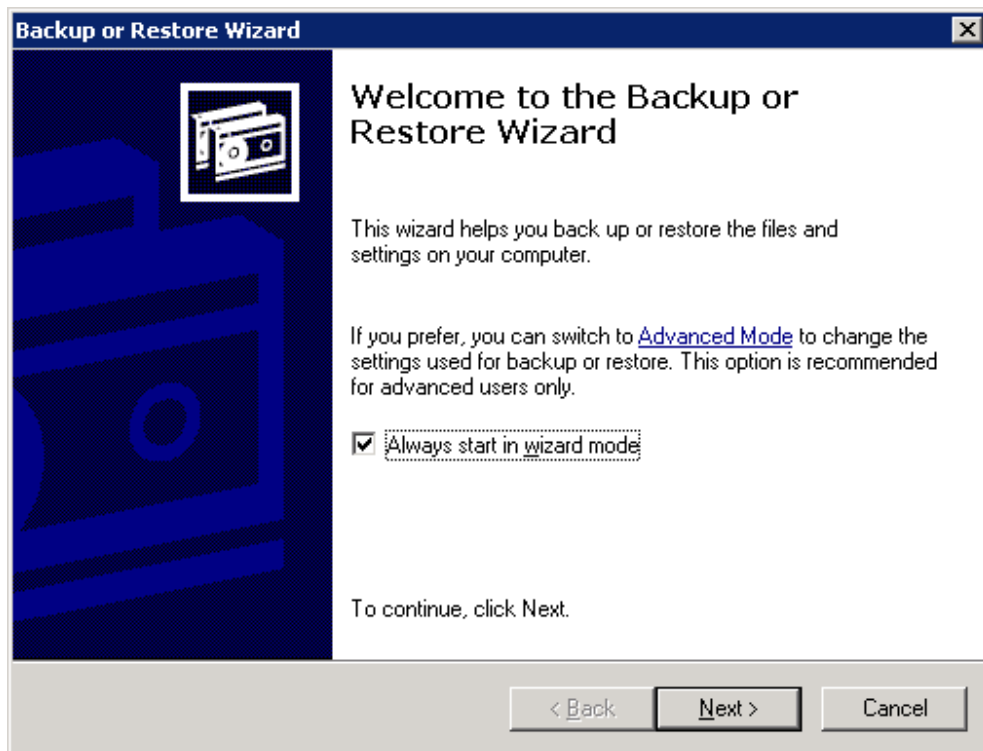 Backup or Restore Wizard
Welcome to the Backup or
Restore Wizard
This wizard helps you back up or restore the files and
settings on your computer.
If you prefer, you can switch to Advanced Mode to change the
settings used for backup or restore. This option is recommended
for advanced users only.
Always start in wizard mode
To continue, click Next.
< Back Next > Cancel